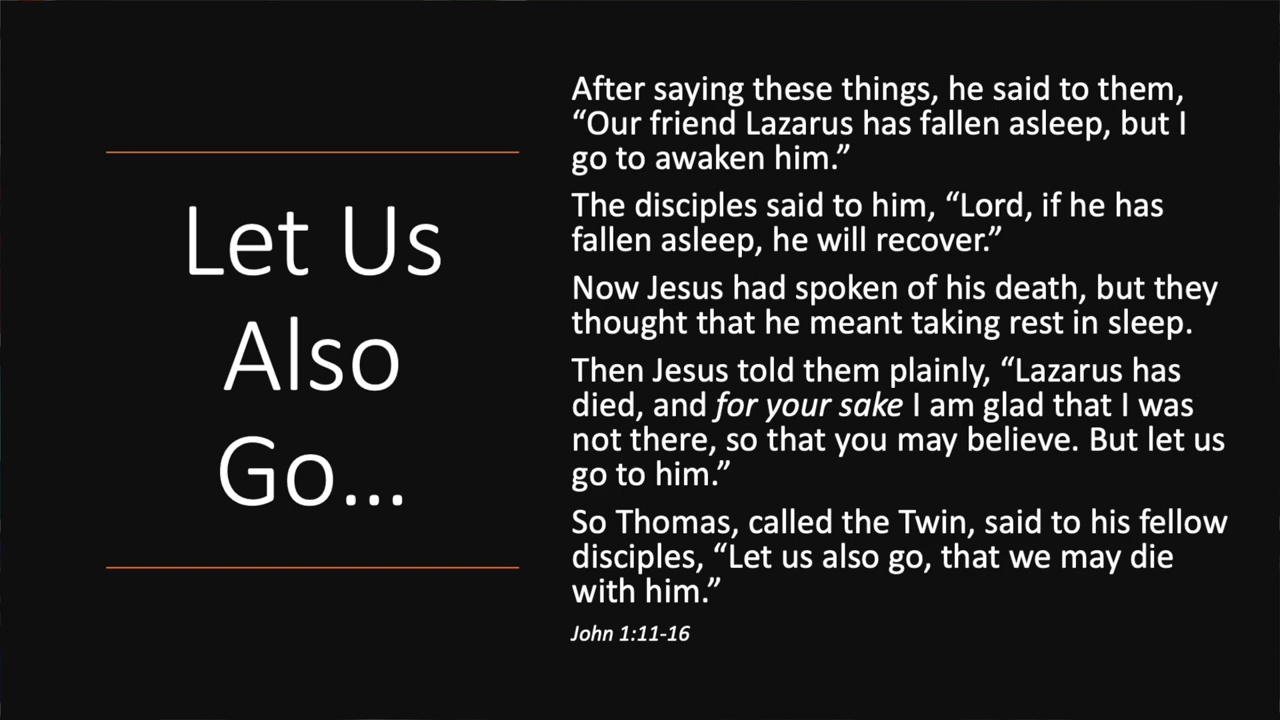 Let Us
Also
Go...
After saying these things, he said to them,
“Our friend Lazarus has fallen asleep, but I
go to awaken him.”
The disciples said to him, “Lord, if he has
fallen asleep, he will recover.”
Now Jesus had spoken of his death, but they
thought that he meant taking rest in sleep.
Then Jesus told them plainly, “Lazarus has
died, and for your sake I am glad that I was
not there, so that you may believe. But let us
go to him.”
So Thomas, called the Twin, said to his fellow
disciples, “Let us also go, that we may die
with him.”
John 1:11-16